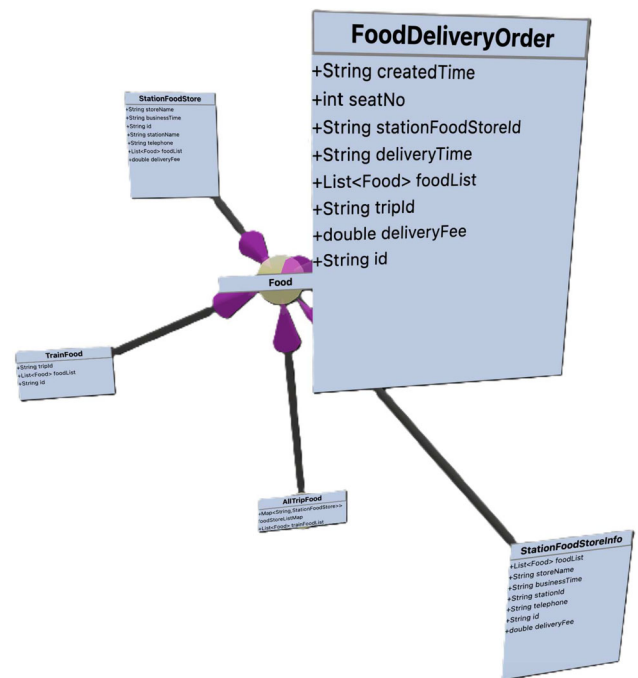 FoodDeliveryOrder
+String createdTime
+int seatNo
+String stationFoodStoreId
+String deliveryTime
+List<Food> foodList
+String tripId
+double deliveryFee
+String id
StationFoodStore
+String storeName
+String businessTime
+String id
+String stationName
+String telephone
+List<Food> foodList
+double deliveryFee
Food
TrainFood
+String tripId
+List<Food> foodList
+String id
AllTripFood
+Map<String,StationFoodStore>>
foodStoreListMap
+List<Food> trainFoodList
StationFoodStoreInfo
+List<Food> foodList
+String storeName
+String businessTime
+String stationId
+String telephone
+String id
+double deliveryFee